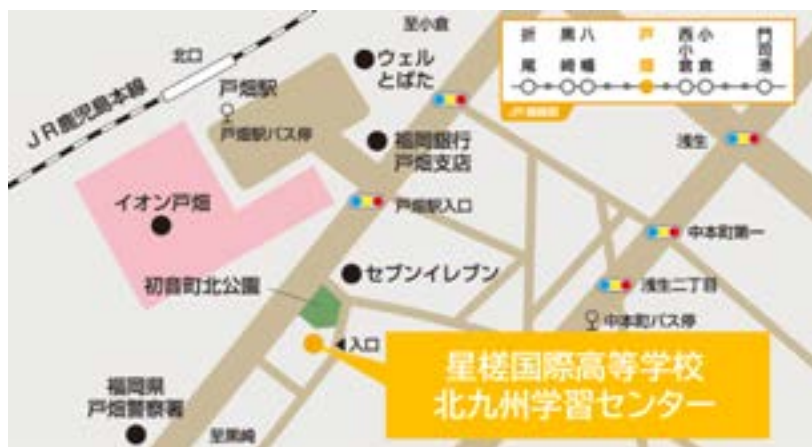 至小倉
折尾
黒崎
八幡
戸畑
西小倉
小倉
門司港
北口
ウェル
とばた
JR鹿児島本線
戸畑駅
戸畑駅バス停
福岡銀行
戸畑支店
浅生
イオン戸畑
戸畑駅入口
中本町第一
初音町北公園
セブンイレブン
浅生二丁目
中本町バス停
入口
星槎国際高等学校
北九州学習センター
福岡県
戸畑警察署
至黒崎